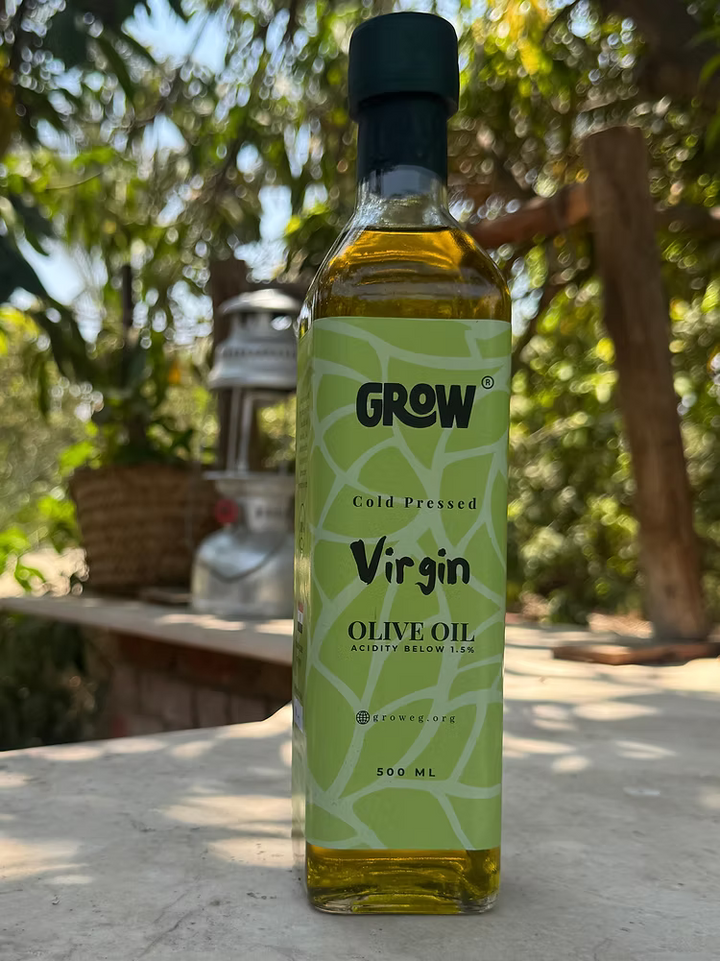 GROW®
Cold Pressed
Virgin
OLIVE OIL
ACIDITY BELOW 1.5%
groweg.org
500 ML